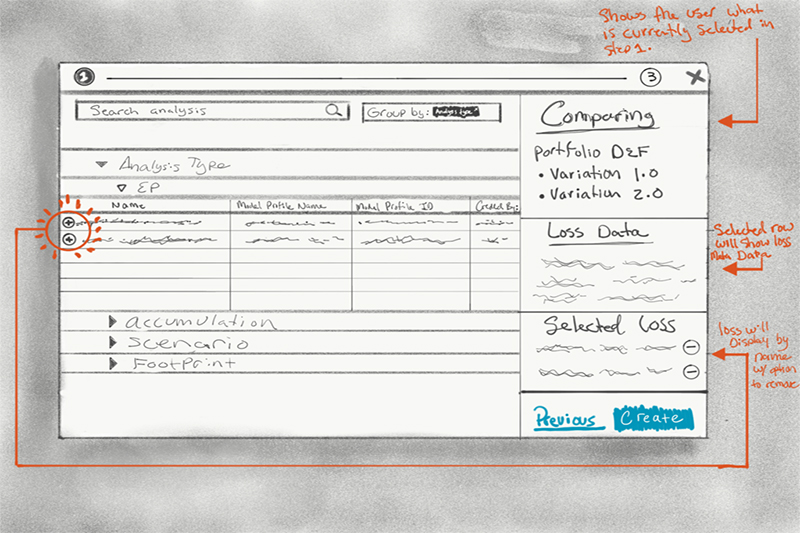 Shows the user what
is currently selected in
step 1.
3
Search analysis
Group by: Analysis
Comparing
Portfolio D&F
• Variation 1.0
• Variation 2.0
Analysis Type
EP
Name
Model Profile Name
Model Profile ID
Created By:
Loss Data
Selected row
will show loss
Meta Data
accumulation
Scenario
Footprint
Selected Loss
loss will
Display by
name
w/ option
to remove
Previous
Create